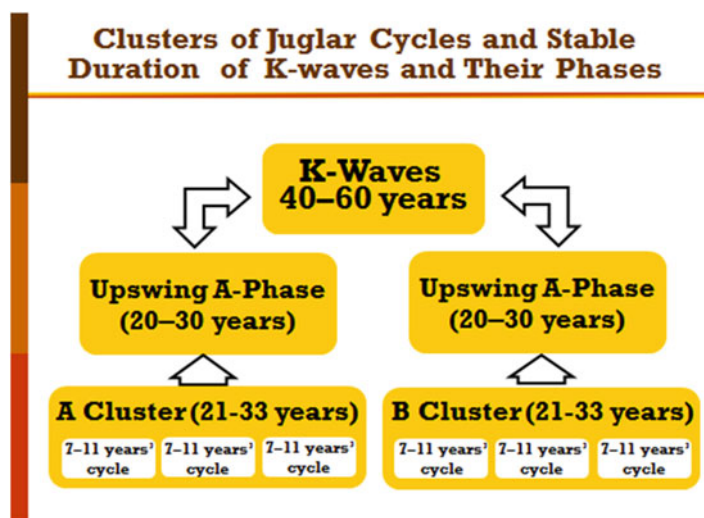 Clusters of Juglar Cycles and Stable
Duration of K-waves and Their Phases
K-Waves
40–60 years
Upswing A-Phase
(20–30 years)
Upswing A-Phase
(20–30 years)
A Cluster (21-33 years)
7–11 years’
cycle
7–11 years’
cycle
7–11 years’
cycle
B Cluster (21-33 years)
7–11 years’
cycle
7–11 years’
cycle
7–11 years’
cycle